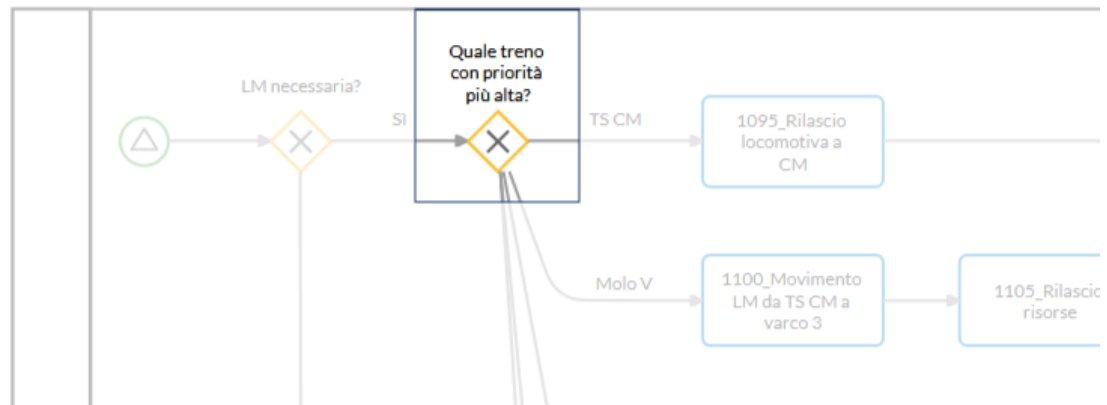 Quale treno
con priorità
più alta?
LM necessaria?
SI
TS CM
1095_Rilascio
locomotiva a
CM
Molo V
1100_Movimento
LM da TS CM a
varco 3
1105_Rilascio
risorse